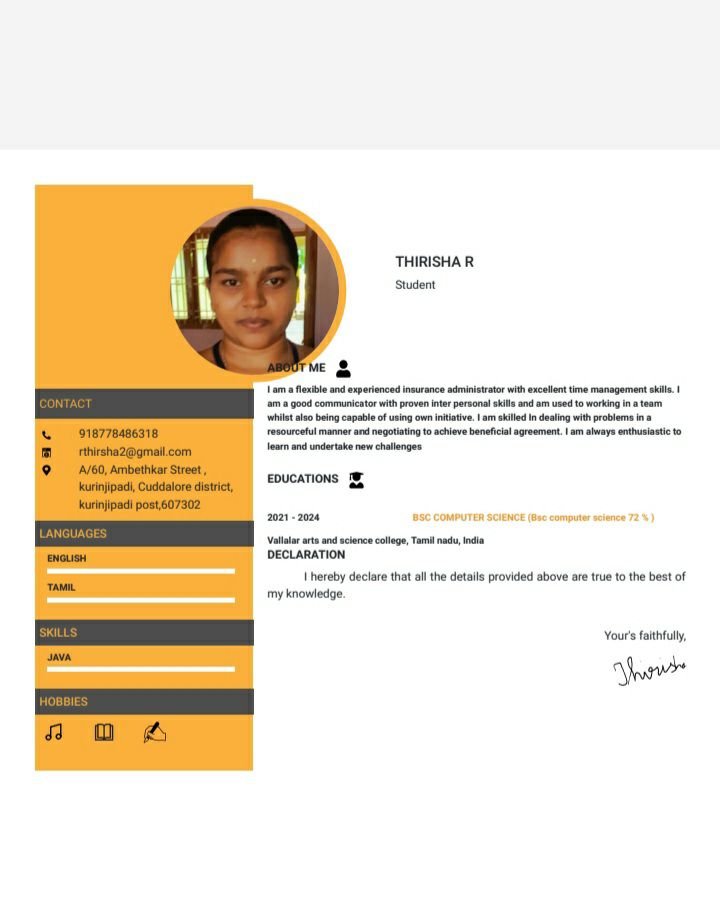 THIRISHA R
Student
CONTACT
918778486318
rthirsha2@gmail.com
A/60, Ambethkar Street ,
kurinjipadi, Cuddalore district,
kurinjipadi post,607302
LANGUAGES
ENGLISH
TAMIL
SKILLS
JAVA
HOBBIES
ABOUT ME
I am a flexible and experienced insurance administrator with excellent time management skills. I
am a good communicator with proven inter personal skills and am used to working in a team
whilst also being capable of using own initiative. I am skilled In dealing with problems in a
resourceful manner and negotiating to achieve beneficial agreement. I am always enthusiastic to
learn and undertake new challenges
EDUCATIONS
2021 - 2024 BSC COMPUTER SCIENCE (Bsc computer science 72 % )
Vallalar arts and science college, Tamil nadu, India
DECLARATION
I hereby declare that all the details provided above are true to the best of
my knowledge.
Your's faithfully,
Thirisha